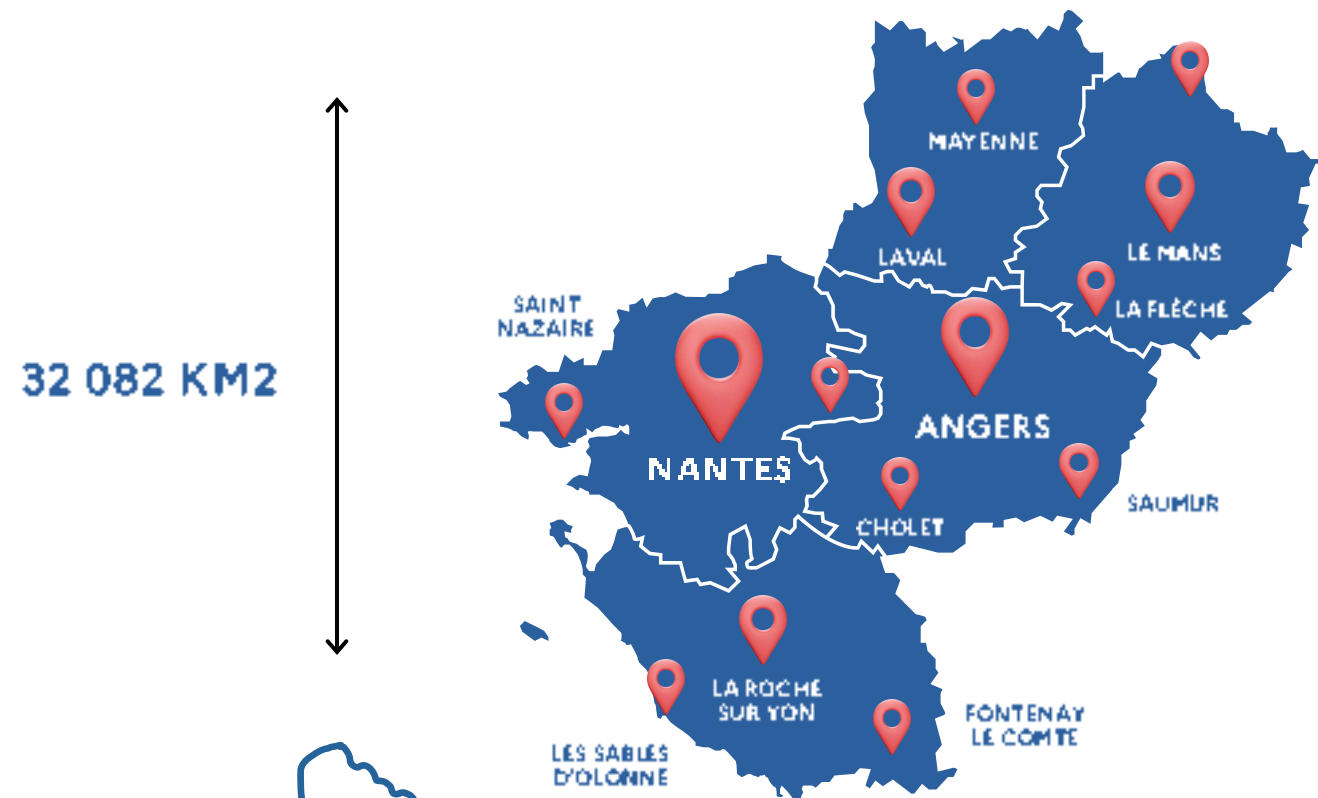 MAYENNE
LAVAL
LE MANS
LA FLÈCHE
SAINT
NAZAIRE
32 082 KM2
ANGERS
NANTES
SAUMUR
CHOLET
LA ROCHE
SUR YON
FONTENAY
LE COMTE
LES SABLES
D'OLONNE